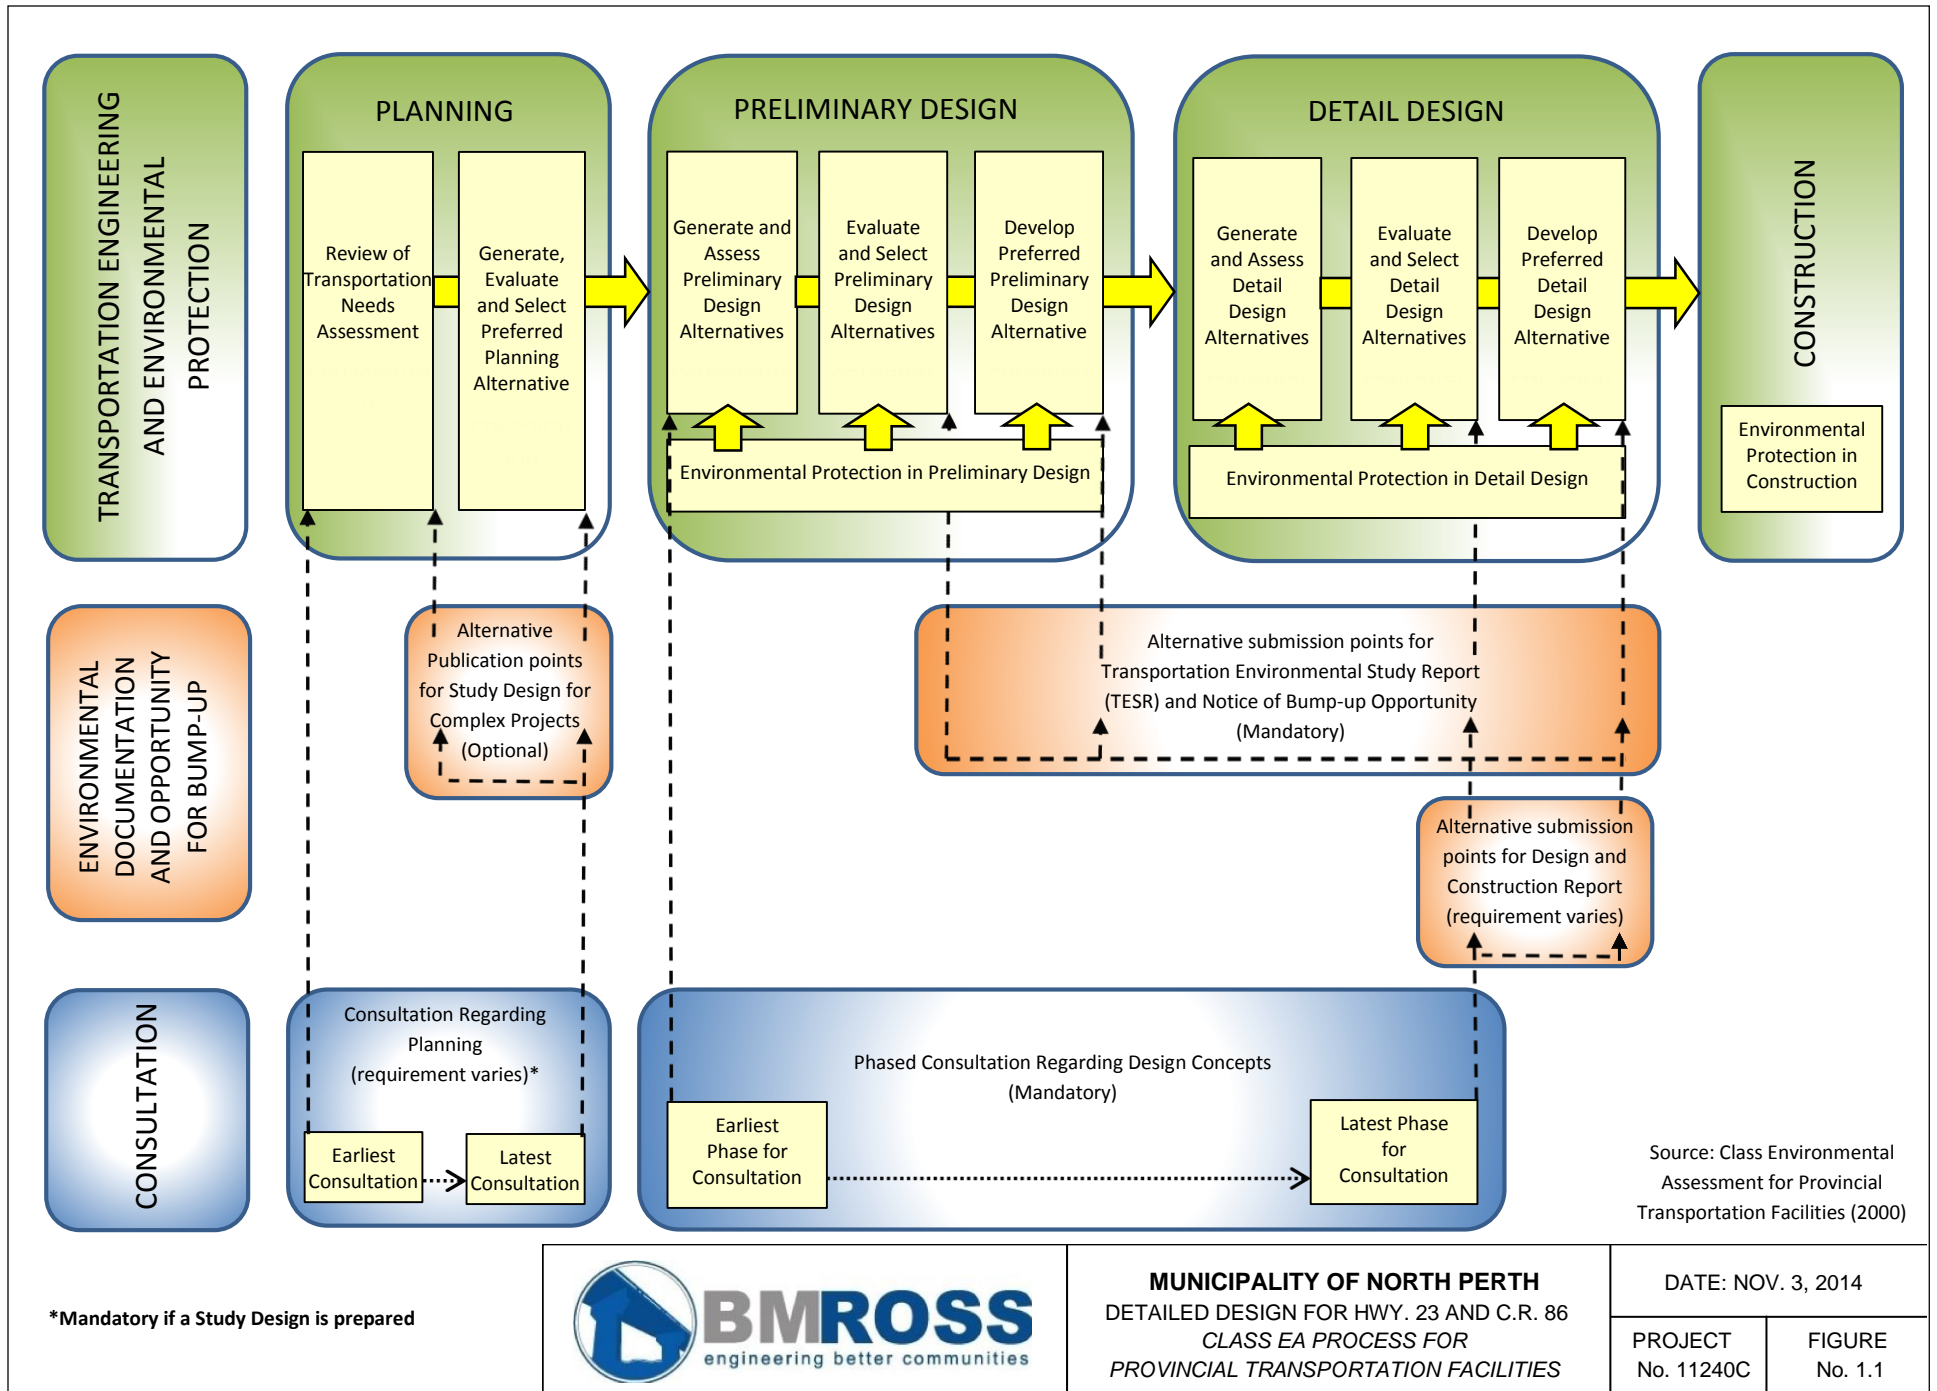 TRANSPORTATION ENGINEERING
AND ENVIRONMENTAL
PROTECTION
PLANNING
Review of
Transportation
Needs
Assessment
Generate,
Evaluate
and Select
Preferred
Planning
Alternative
PRELIMINARY DESIGN
Generate and
Assess
Preliminary
Design
Alternatives
Evaluate
and Select
Preliminary
Design
Alternatives
Develop
Preferred
Preliminary
Design
Alternative
Environmental Protection in Preliminary Design
DETAIL DESIGN
Generate
and Assess
Detail
Design
Alternatives
Evaluate
and Select
Detail
Design
Alternatives
Develop
Preferred
Detail
Design
Alternative
Environmental Protection in Detail Design
CONSTRUCTION
Environmental
Protection in
Construction
ENVIRONMENTAL
DOCUMENTATION
AND OPPORTUNITY
FOR BUMP-UP
Alternative
Publication points
for Study Design for
Complex Projects
(Optional)
Alternative submission points for
Transportation Environmental Study Report
(TESR) and Notice of Bump-up Opportunity
(Mandatory)
Alternative submission
points for Design and
Construction Report
(requirement varies)
CONSULTATION
Consultation Regarding
Planning
(requirement varies)*
Earliest
Consultation
Latest
Consultation
Phased Consultation Regarding Design Concepts
(Mandatory)
Earliest
Phase for
Consultation
Latest Phase
for
Consultation
Source: Class Environmental
Assessment for Provincial
Transportation Facilities (2000)
*Mandatory if a Study Design is prepared
BMROSS
engineering better communities
MUNICIPALITY OF NORTH PERTH
DETAILED DESIGN FOR HWY. 23 AND C.R. 86
CLASS EA PROCESS FOR
PROVINCIAL TRANSPORTATION FACILITIES
DATE: NOV. 3, 2014
PROJECT
No. 11240C
FIGURE
No. 1.1